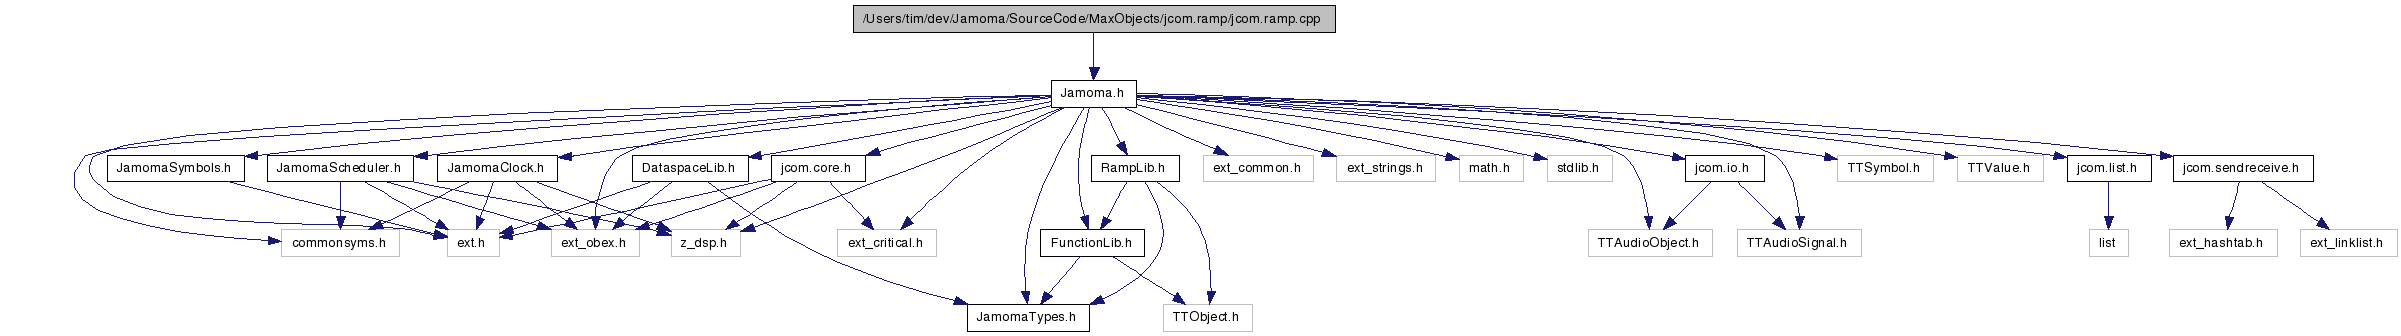 /Users/tim/dev/Jamoma/SourceCode/MaxObjects/jcom.ramp/jcom.ramp.cpp
Jamoma.h
JamomaSymbols.h
JamomaScheduler.h
JamomaClock.h
DataspaceLib.h
jcom.core.h
RampLib.h
ext_common.h
ext_strings.h
math.h
stdlib.h
jcom.io.h
TTSymbol.h
TTValue.h
jcom.list.h
jcom.sendreceive.h
commonsyms.h
ext.h
ext_obex.h
z_dsp.h
ext_critical.h
FunctionLib.h
TTAudioObject.h
TTAudioSignal.h
list
ext_hashtab.h
ext_linklist.h
JamomaTypes.h
TTObject.h